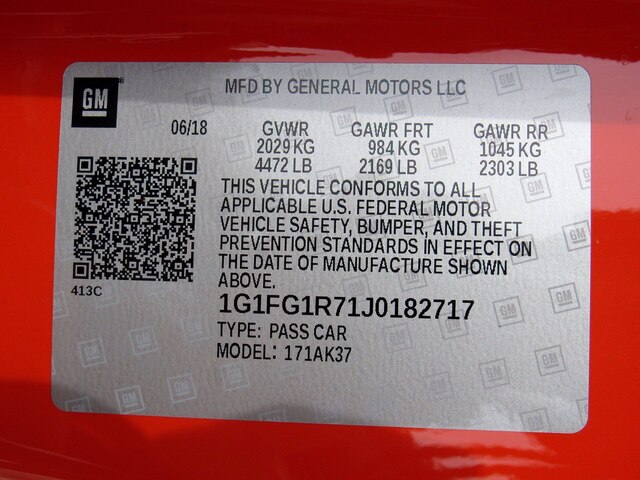 GM
MFD BY GENERAL MOTORS LLC
06/18 GVWR GAWR FRT GAWR RR
2029 KG 984 KG 1045 KG
4472 LB 2169 LB 2303 LB
THIS VEHICLE CONFORMS TO ALL
APPLICABLE U.S. FEDERAL MOTOR
VEHICLE SAFETY, BUMPER, AND THEFT
PREVENTION STANDARDS IN EFFECT ON
THE DATE OF MANUFACTURE SHOWN
ABOVE.
413C
1G1FG1R71J0182717
TYPE: PASS CAR
MODEL: 171AK37